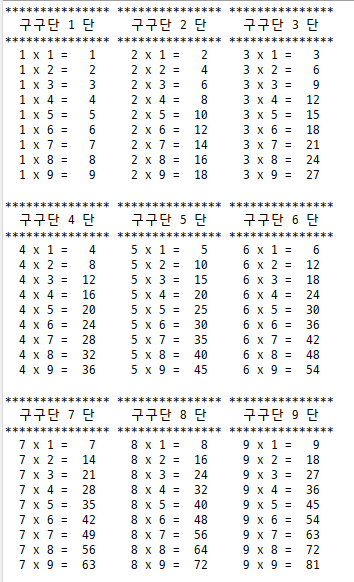 *************** *************** ***************
  구구단 1 단     구구단 2 단     구구단 3 단
*************** *************** ***************
  1 x 1 =   1     2 x 1 =   2     3 x 1 =   3
  1 x 2 =   2     2 x 2 =   4     3 x 2 =   6
  1 x 3 =   3     2 x 3 =   6     3 x 3 =   9
  1 x 4 =   4     2 x 4 =   8     3 x 4 =  12
  1 x 5 =   5     2 x 5 =  10     3 x 5 =  15
  1 x 6 =   6     2 x 6 =  12     3 x 6 =  18
  1 x 7 =   7     2 x 7 =  14     3 x 7 =  21
  1 x 8 =   8     2 x 8 =  16     3 x 8 =  24
  1 x 9 =   9     2 x 9 =  18     3 x 9 =  27

*************** *************** ***************
  구구단 4 단     구구단 5 단     구구단 6 단
*************** *************** ***************
  4 x 1 =   4     5 x 1 =   5     6 x 1 =   6
  4 x 2 =   8     5 x 2 =  10     6 x 2 =  12
  4 x 3 =  12     5 x 3 =  15     6 x 3 =  18
  4 x 4 =  16     5 x 4 =  20     6 x 4 =  24
  4 x 5 =  20     5 x 5 =  25     6 x 5 =  30
  4 x 6 =  24     5 x 6 =  30     6 x 6 =  36
  4 x 7 =  28     5 x 7 =  35     6 x 7 =  42
  4 x 8 =  32     5 x 8 =  40     6 x 8 =  48
  4 x 9 =  36     5 x 9 =  45     6 x 9 =  54

*************** *************** ***************
  구구단 7 단     구구단 8 단     구구단 9 단
*************** *************** ***************
  7 x 1 =   7     8 x 1 =   8     9 x 1 =   9
  7 x 2 =  14     8 x 2 =  16     9 x 2 =  18
  7 x 3 =  21     8 x 3 =  24     9 x 3 =  27
  7 x 4 =  28     8 x 4 =  32     9 x 4 =  36
  7 x 5 =  35     8 x 5 =  40     9 x 5 =  45
  7 x 6 =  42     8 x 6 =  48     9 x 6 =  54
  7 x 7 =  49     8 x 7 =  56     9 x 7 =  63
  7 x 8 =  56     8 x 8 =  64     9 x 8 =  72
  7 x 9 =  63     8 x 9 =  72     9 x 9 =  81